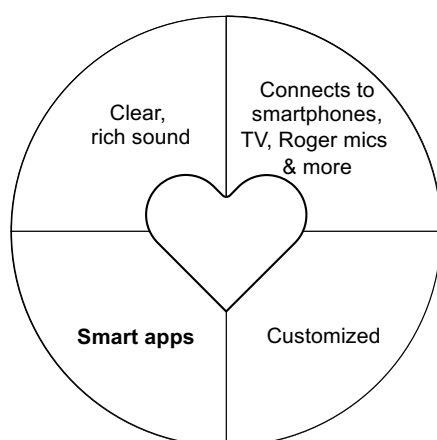 Clear,
rich sound
Connects to
smartphones,
TV, Roger mics
& more
Smart apps
Customized